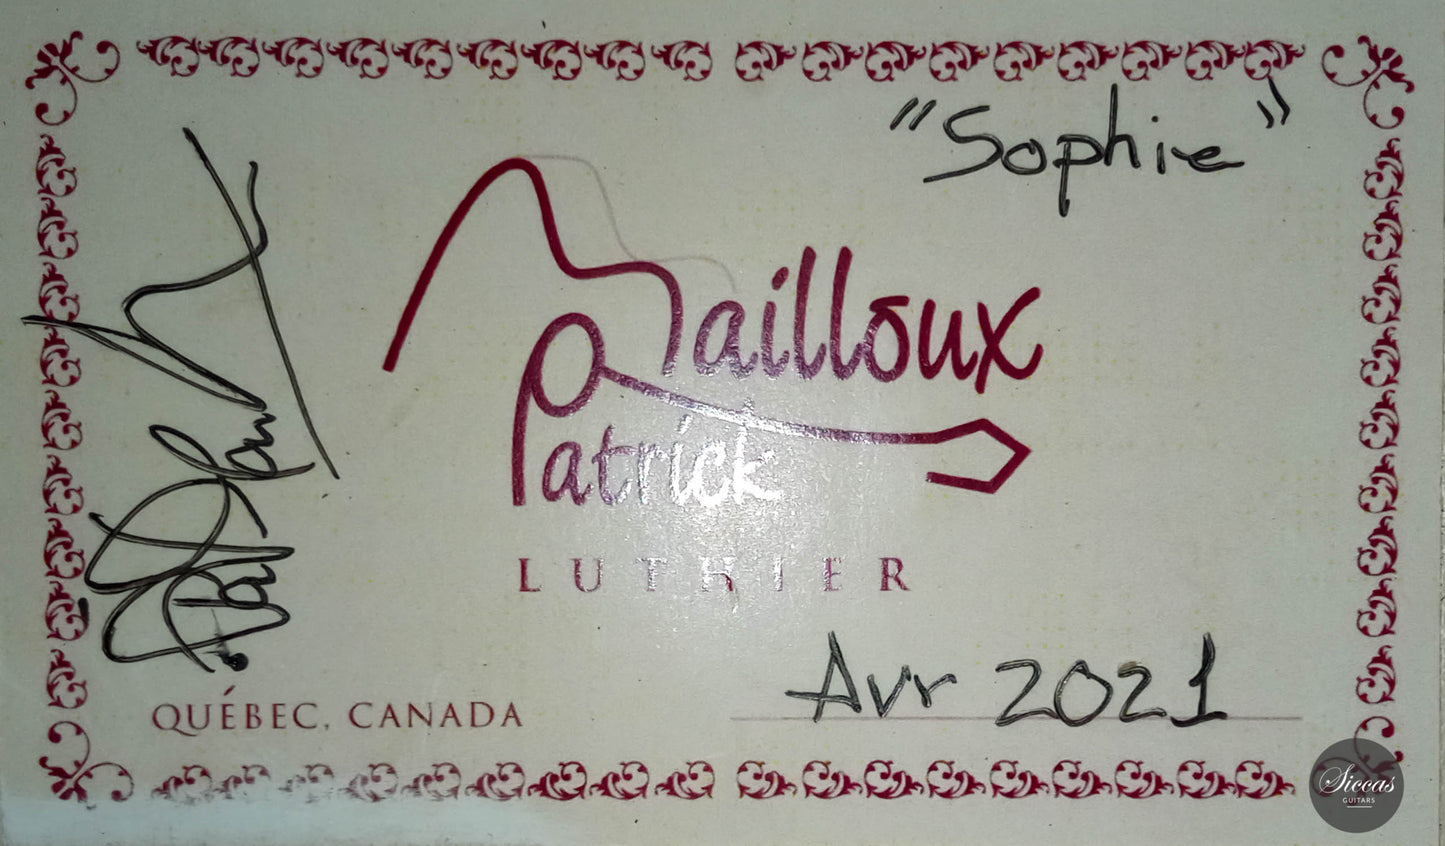 "Sophie"
Mailloux
Patrick
LUTHIER
Avr 2021
QUÉBEC, CANADA
Siccas
GUITARS